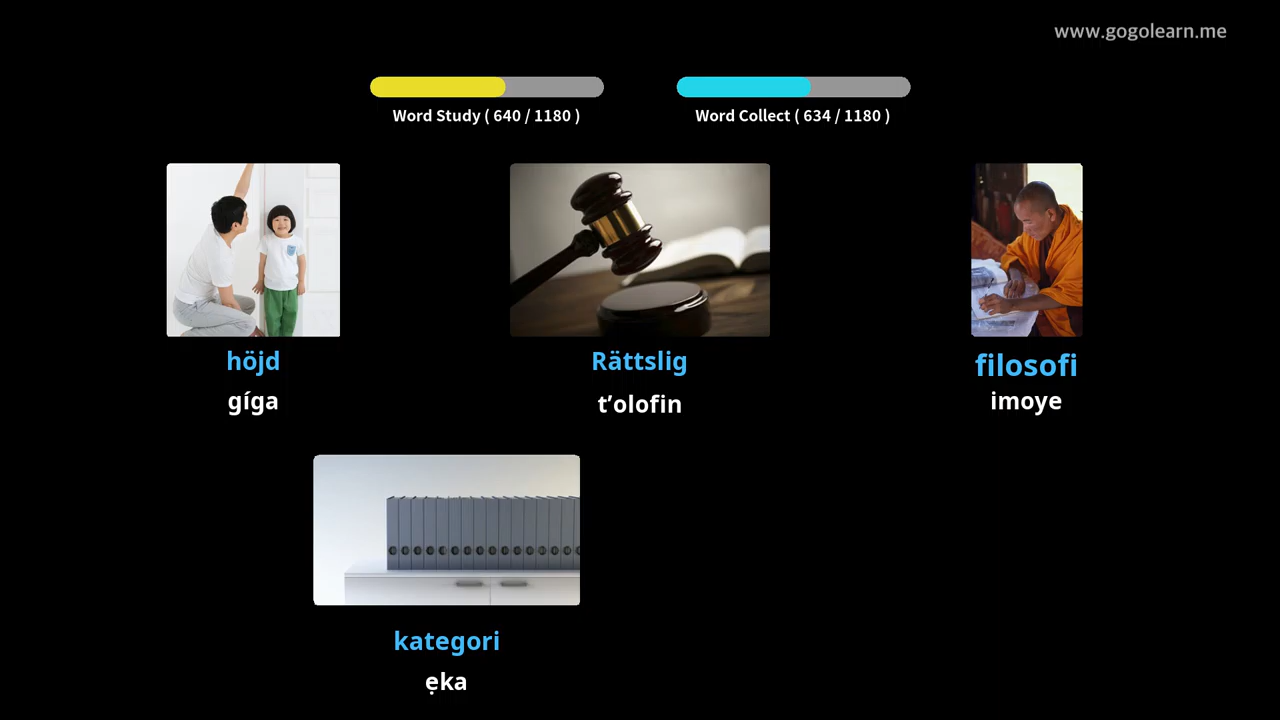 www.gogolearn.me
Word Study ( 640 / 1180 )
Word Collect ( 634 / 1180 )
höjd
gíga
Rättslig
t’olofin
filosofi
imoye
kategori
ẹka